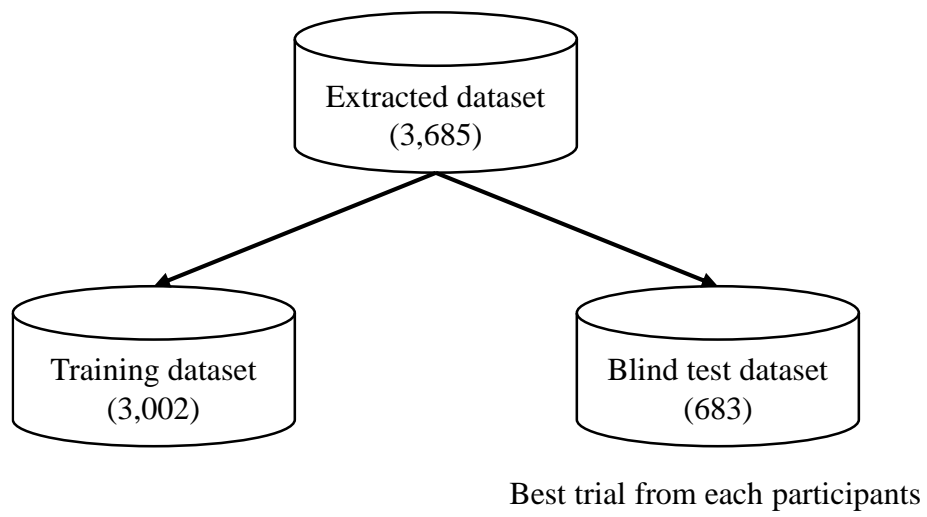 Extracted dataset
(3,685)
Training dataset
(3,002)
Blind test dataset
(683)
Best trial from each participants